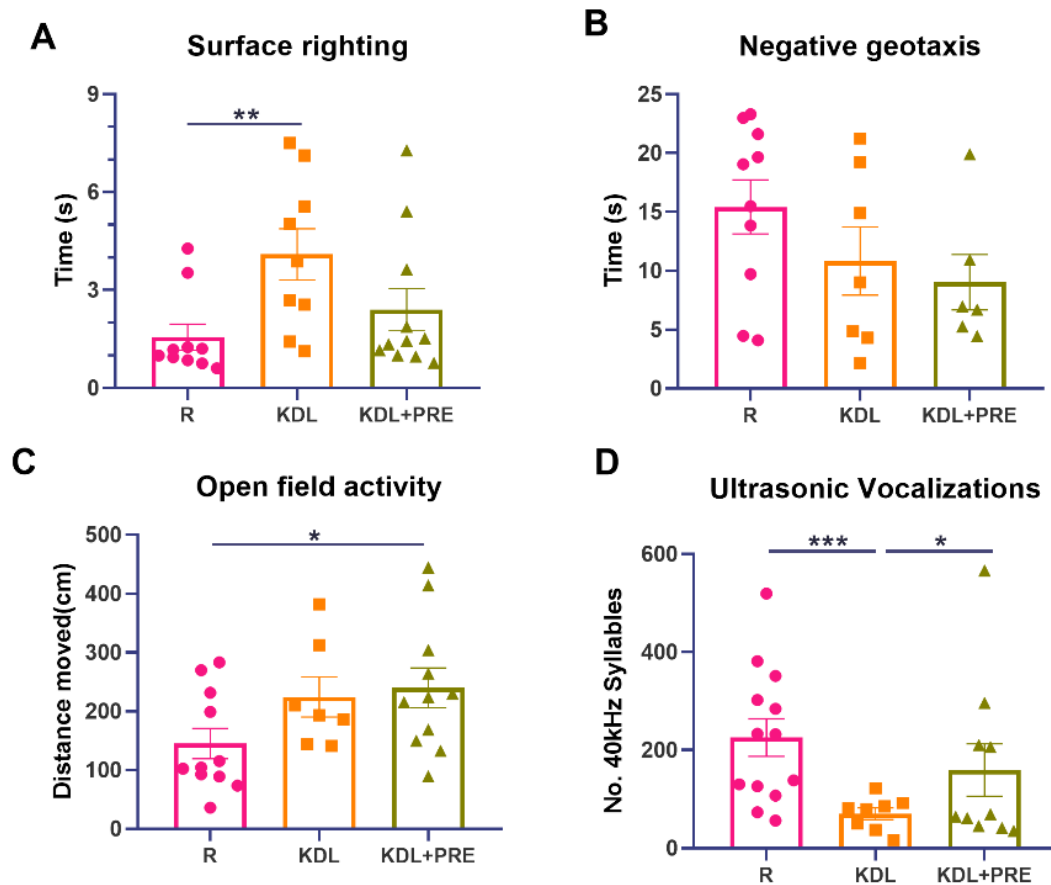 A
Surface righting
Time (s)
9
6
3
0
**
R
KDL
KDL+PRE
B
Negative geotaxis
Time (s)
25
20
15
10
5
0
R
KDL
KDL+PRE
C
Open field activity
Distance moved(cm)
500
400
300
200
100
0
*
R
KDL
KDL+PRE
D
Ultrasonic Vocalizations
No. 40kHz Syllables
600
400
200
0
***
*
R
KDL
KDL+PRE